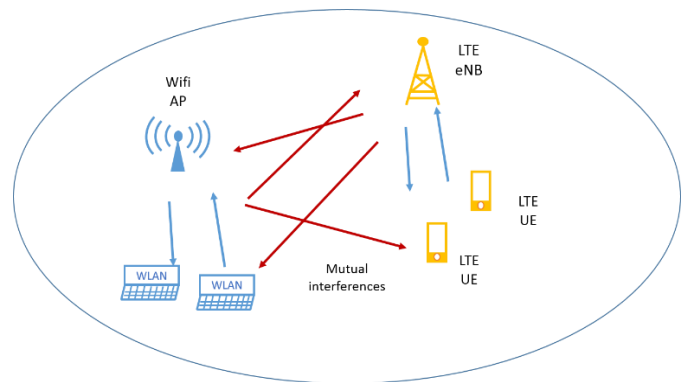 Wifi
AP
LTE
eNB
LTE
UE
LTE
UE
WLAN
WLAN
Mutual
interferences